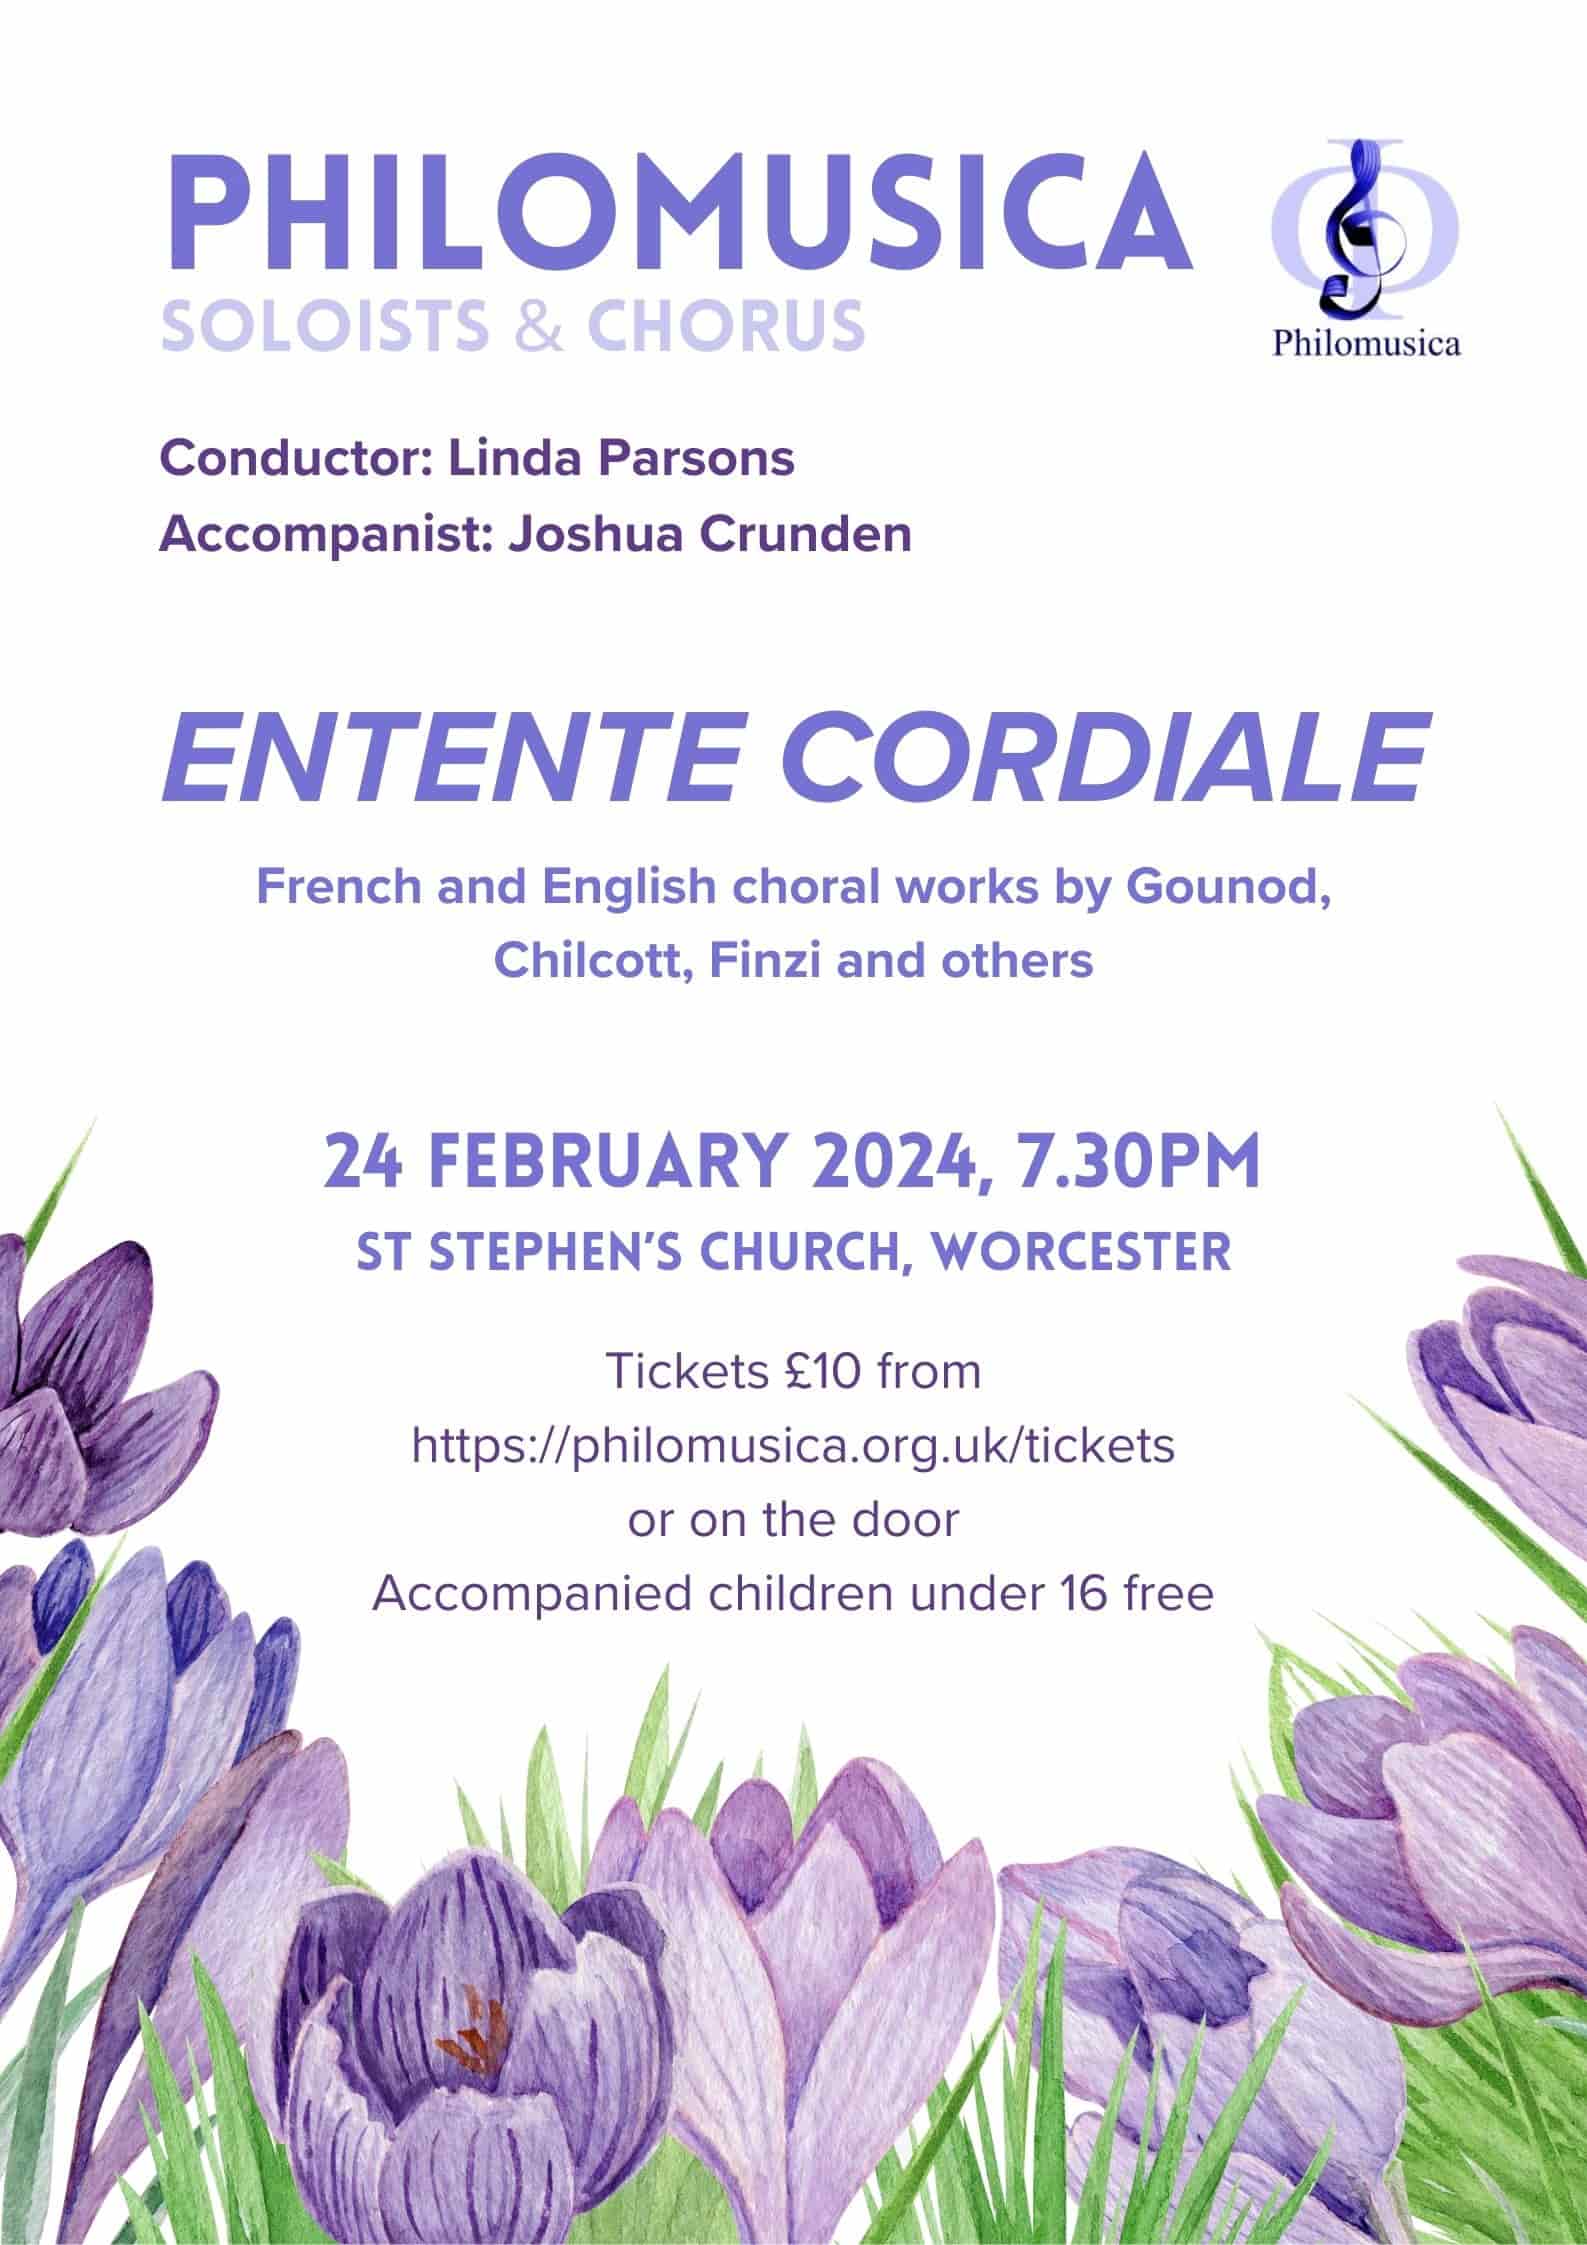 PHILOMUSICA
SOLOISTS & CHORUS
Philomusica
Conductor: Linda Parsons
Accompanist: Joshua Crunden
ENTENTE CORDIALE
French and English choral works by Gounod,
Chilcott, Finzi and others
24 FEBRUARY 2024, 7.30PM
ST STEPHEN'S CHURCH, WORCESTER
Tickets £10 from
https://philomusica.org.uk/tickets
or on the door
Accompanied children under 16 free